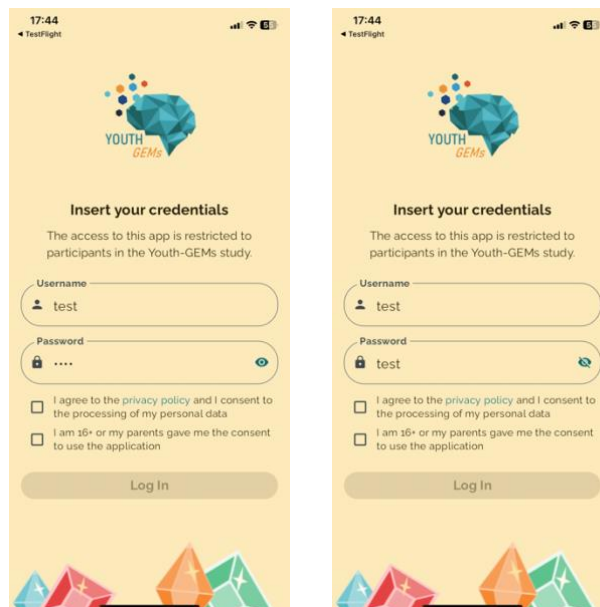 17:44
◀ TestFlight
YOUTH
GEMs
Insert your credentials
The access to this app is restricted to
participants in the Youth-GEMs study.
Username
test
Password
••••
I agree to the privacy policy and I consent to
the processing of my personal data
I am 16+ or my parents gave me the consent
to use the application
Log In
17:44
◀ TestFlight
YOUTH
GEMs
Insert your credentials
The access to this app is restricted to
participants in the Youth-GEMs study.
Username
test
Password
test
I agree to the privacy policy and I consent to
the processing of my personal data
I am 16+ or my parents gave me the consent
to use the application
Log In